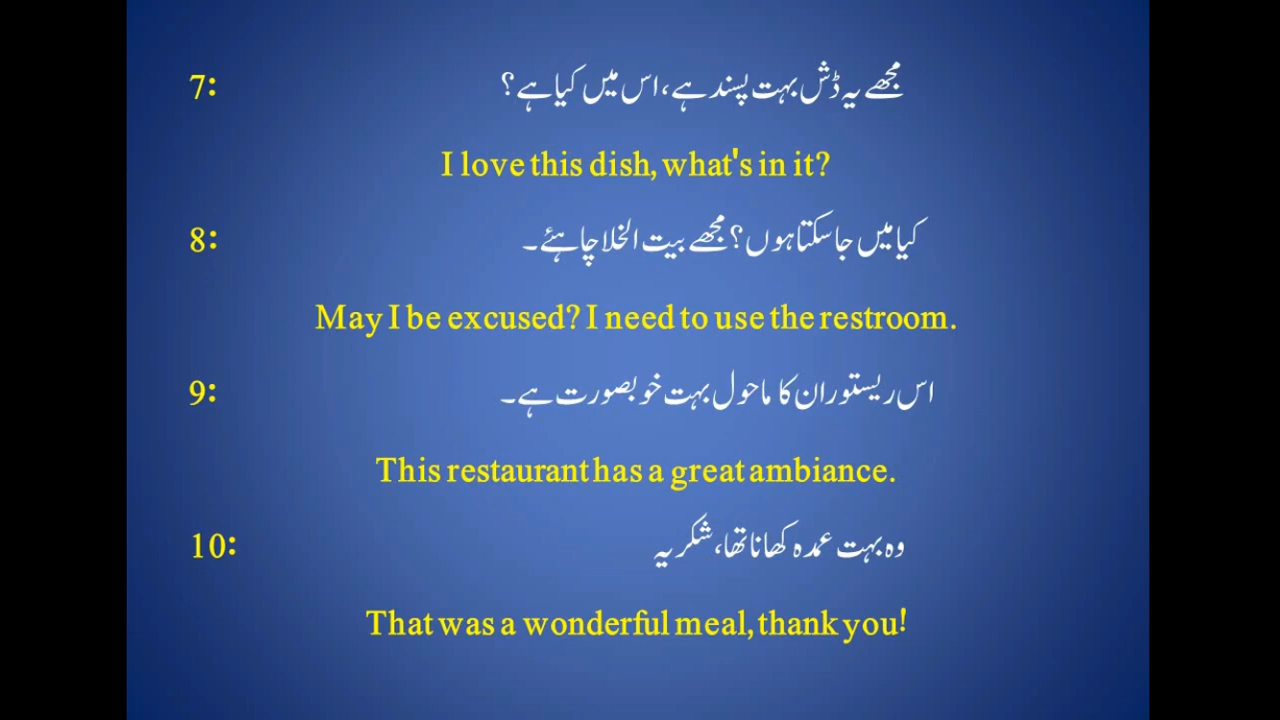 7: مجھے یہ ڈش بہت پسند ہے، اس میں کیا ہے؟
I love this dish, what's in it?
8: کیا میں جا سکتا ہوں؟ مجھے بیت الخلا چاہئے۔
May I be excused? I need to use the restroom.
9: اس ریستوران کا ماحول بہت خوبصورت ہے۔
This restaurant has a great ambiance.
10: وہ بہت عمدہ کھانا تھا، شکریہ
That was a wonderful meal, thank you!